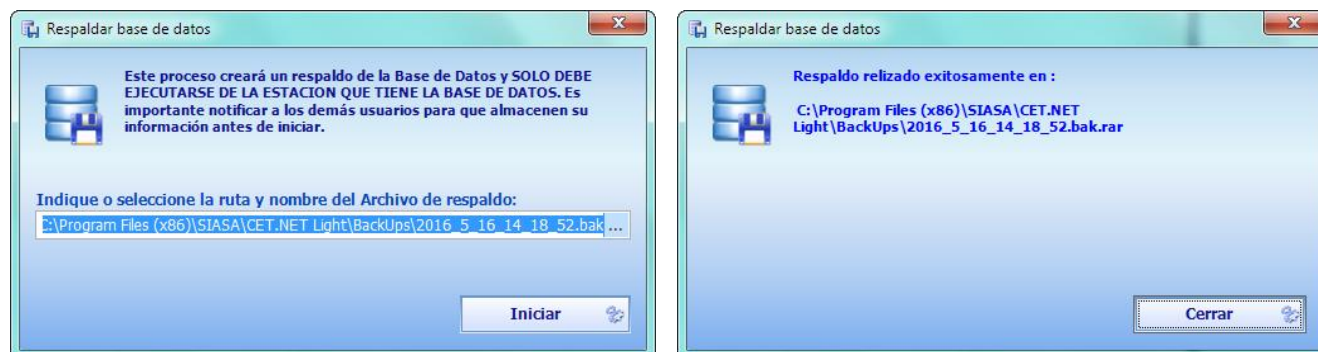 Respaldar base de datos
Este proceso creará un respaldo de la Base de Datos y SOLO DEBE
EJECUTARSE DE LA ESTACION QUE TIENE LA BASE DE DATOS. Es
importante notificar a los demás usuarios para que almacenen su
información antes de iniciar.
Indique o seleccione la ruta y nombre del Archivo de respaldo:
C:\Program Files (x86)\SIASA\CET.NET Light\BackUps\2016_5_16_14_18_52.bak ...
Iniciar
Respaldar base de datos
Respaldo relizado exitosamente en :
C:\Program Files (x86)\SIASA\CET.NET
Light\BackUps\2016_5_16_14_18_52.bak.rar
Cerrar